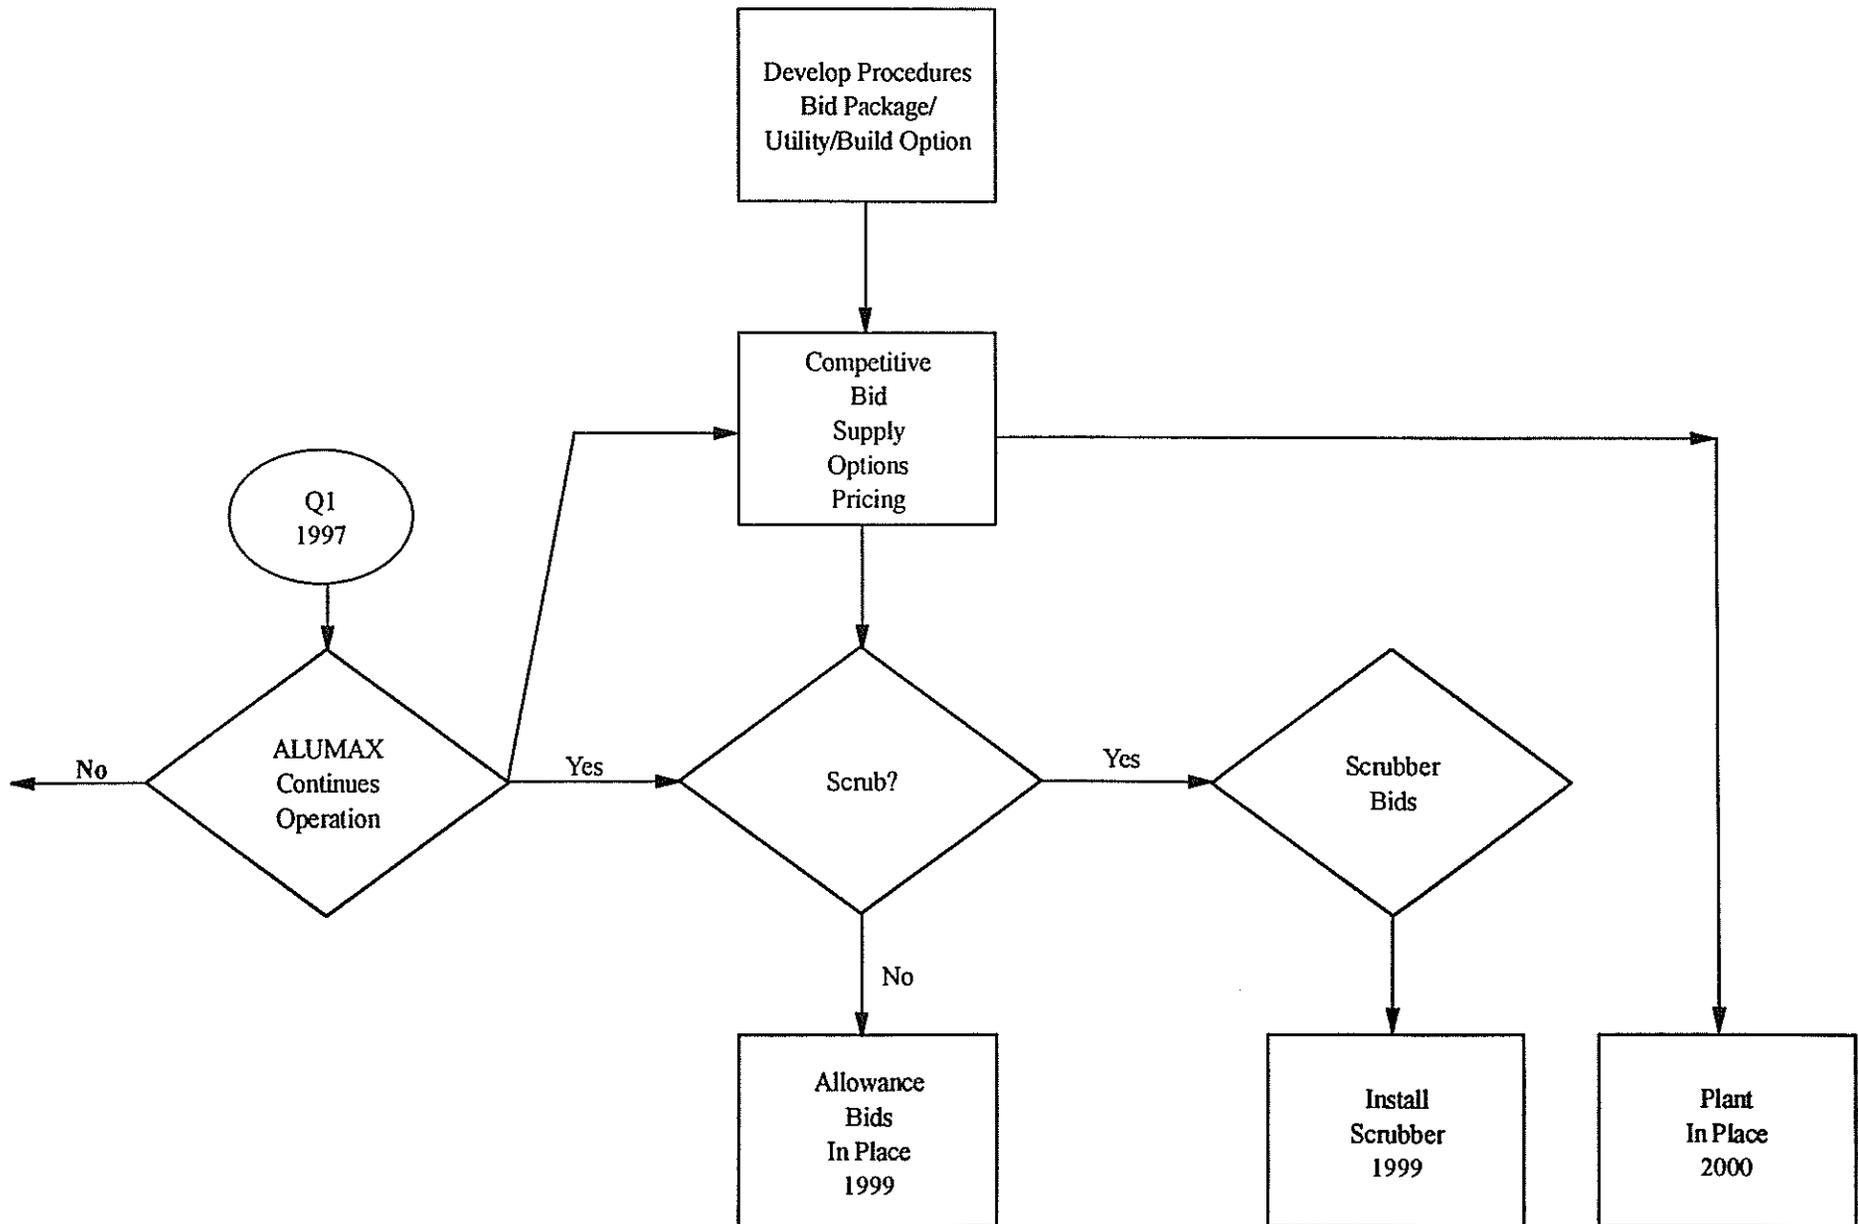 Develop Procedures
Bid Package/
Utility/Build Option
Competitive
Bid
Supply
Options
Pricing
Q1
1997
ALUMAX
Continues
Operation
No
Yes
Scrub?
Yes
Scrubber
Bids
No
Allowance
Bids
In Place
1999
Install
Scrubber
1999
Plant
In Place
2000